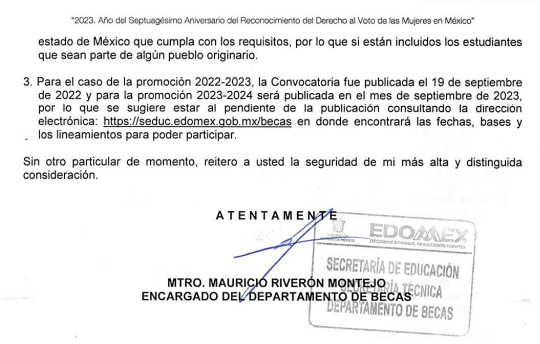 "2023. Año del Septuagésimo Aniversario del Reconocimiento del Derecho al Voto de las Mujeres en México"
estado de México que cumpla con los requisitos, por lo que si están incluidos los estudiantes
que sean parte de algún pueblo originario.
3. Para el caso de la promoción 2022-2023, la Convocatoria fue publicada el 19 de septiembre
de 2022 y para la promoción 2023-2024 será publicada en el mes de septiembre de 2023,
por lo que se sugiere estar al pendiente de la publicación consultando la dirección
electrónica: https://seduc.edomex.gob.mx/becas en donde encontrará las fechas, bases y
los lineamientos para poder participar.
Sin otro particular de momento, reitero a usted la seguridad de mi más alta y distinguida
consideración.
ATENTAMENTE
EDOMEX
DECISIONES FIRMES, RESULTADOS FUERTES
SECRETARÍA DE EDUCACIÓN
SECRETARÍA TÉCNICA
DEPARTAMENTO DE BECAS
MTRO. MAURICIO RIVERÓN MONTEJO
ENCARGADO DEL DEPARTAMENTO DE BECAS